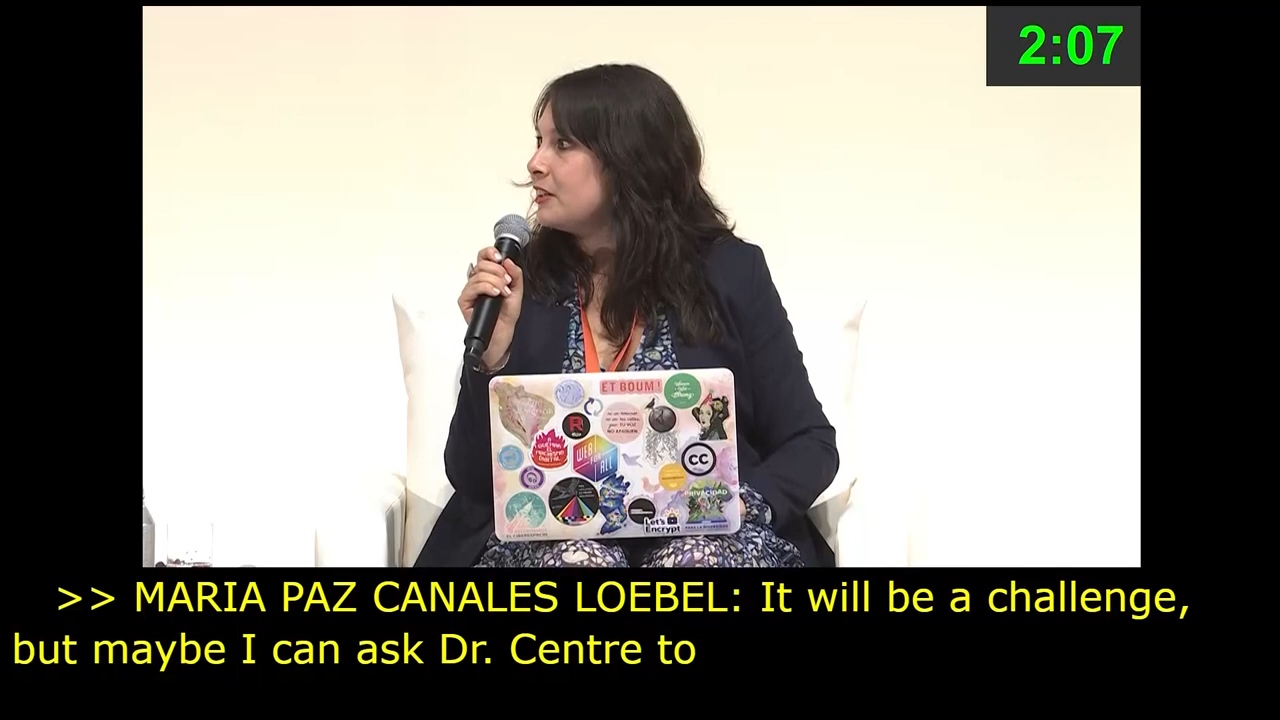 2:07
ET BOUM !
WEB
FOR
ALL
CC
PRIVACIDAD
Let's
Encrypt
>> MARIA PAZ CANALES LOEBEL: It will be a challenge,
but maybe I can ask Dr. Centre to